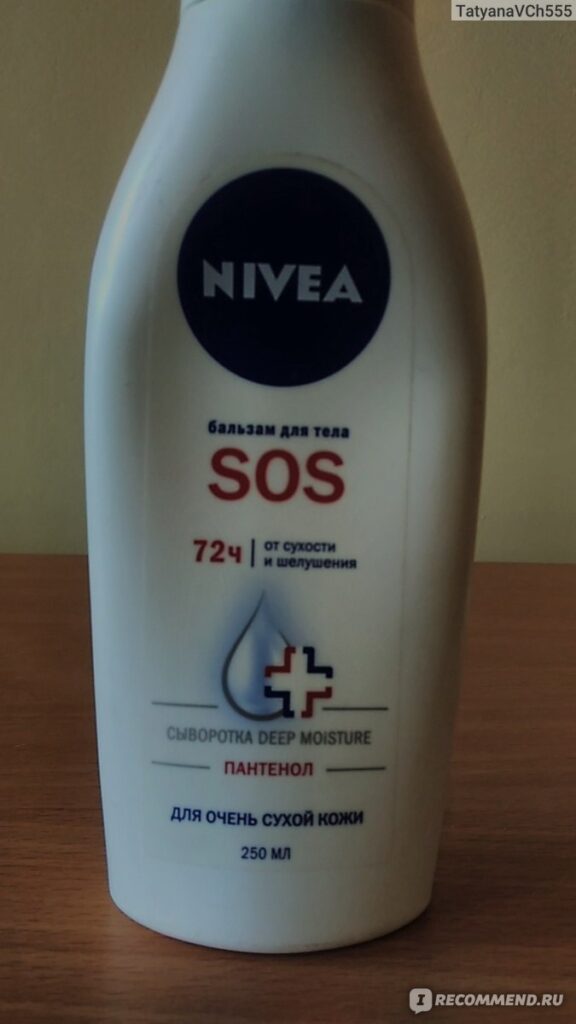 TatyanaVCh555
NIVEA
бальзам для тела
SOS
72ч | от сухости
и шелушения
СЫВОРОТКА DEEP MOISTURE
ПАНТЕНОЛ
ДЛЯ ОЧЕНЬ СУХОЙ КОЖИ
250 МЛ
I RECOMMEND.RU